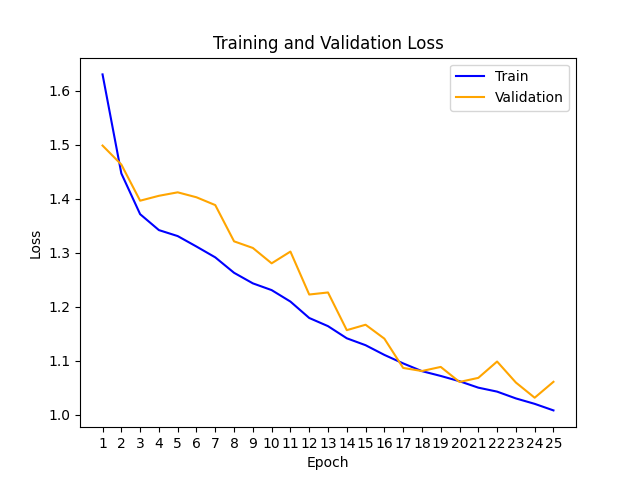 Training and Validation Loss
Train
Validation
1.6
1.5
1.4
1.3
1.2
1.1
1.0
Loss
1 2 3 4 5 6 7 8 9 10 11 12 13 14 15 16 17 18 19 20 21 22 23 24 25
Epoch